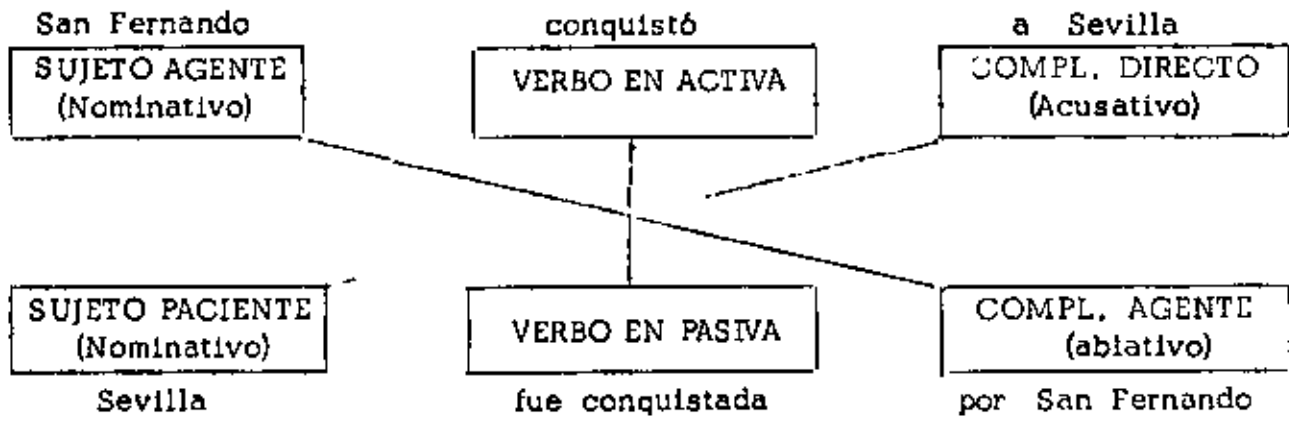 San Fernando conquistó a Sevilla
SUJETO AGENTE VERBO EN ACTIVA COMPL. DIRECTO
(Nominativo) (Acusativo)
SUJETO PACIENTE VERBO EN PASIVA COMPL. AGENTE
(Nominativo) (ablativo)
Sevilla fue conquistada por San Fernando